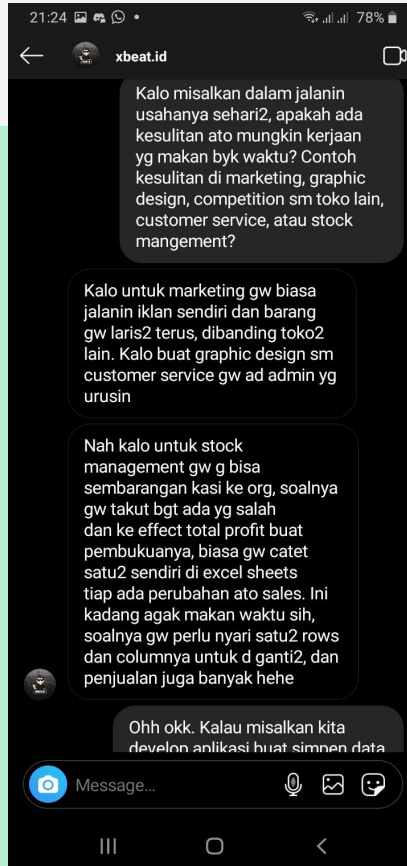 21:24
78%
xbeat.id
Kalo misalkan dalam jalanin
usahanya sehari2, apakah ada
kesulitan ato mungkin kerjaan
yg makan byk waktu? Contoh
kesulitan di marketing, graphic
design, competition sm toko lain,
customer service, atau stock
mangement?
Kalo untuk marketing gw biasa
jalanin iklan sendiri dan barang
gw laris2 terus, dibanding toko2
lain. Kalo buat graphic design sm
customer service gw ad admin yg
urusin
Nah kalo untuk stock
management gw g bisa
sembarangan kasi ke org, soalnya
gw takut bgt ada yg salah
dan ke effect total profit buat
pembukuanya, biasa gw catet
satu2 sendiri di excel sheets
tiap ada perubahan ato sales. Ini
kadang agak makan waktu sih,
soalnya gw perlu nyari satu2 rows
dan columnya untuk d ganti2, dan
penjualan juga banyak hehe
Ohh okk. Kalau misalkan kita
develop aplikasi buat simpen data
Message...